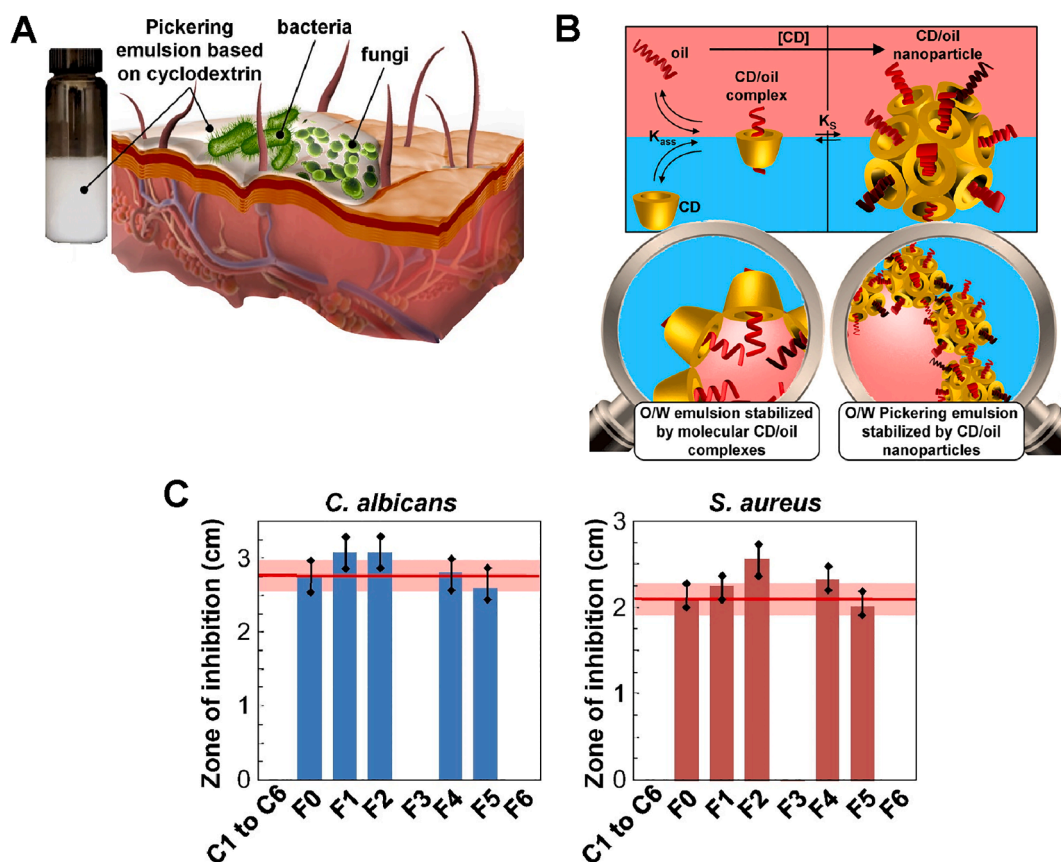 A
Pickering
emulsion based
on cyclodextrin
bacteria
fungi
B
[CD]
oil
CD/oil
complex
CD/oil
nanoparticle
K_ass
K_S
CD
O/W emulsion stabilized
by molecular CD/oil
complexes
O/W Pickering emulsion
stabilized by CD/oil
nanoparticles
C
C. albicans
Zone of inhibition (cm)
3
2
1
0
C1 to C6
F0
F1
F2
F3
F4
F5
F6
S. aureus
Zone of inhibition (cm)
3
2
1
0
C1 to C6
F0
F1
F2
F3
F4
F5
F6